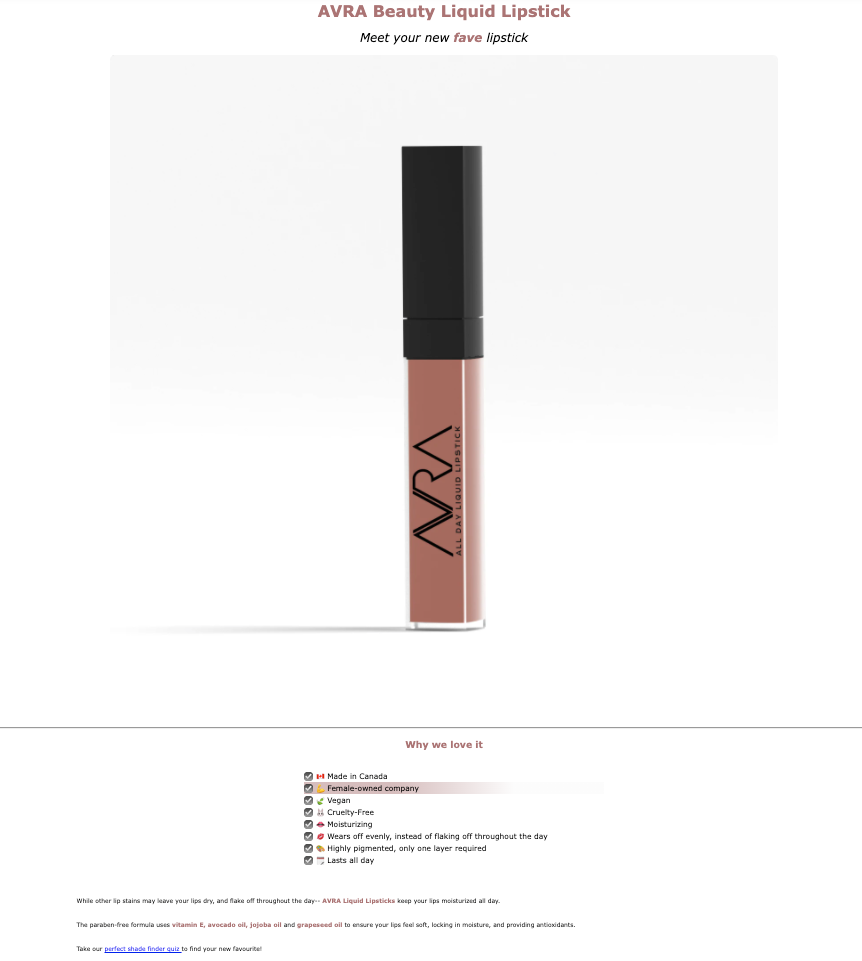 AVRA Beauty Liquid Lipstick
Meet your new fave lipstick
AVRA
ALL DAY LIQUID LIPSTICK
Why we love it
🇨🇦 Made in Canada
💪 Female-owned company
🌿 Vegan
🐰 Cruelty-Free
👄 Moisturizing
💋 Wears off evenly, instead of flaking off throughout the day
🎨 Highly pigmented, only one layer required
📆 Lasts all day
While other lip stains may leave your lips dry, and flake off throughout the day-- AVRA Liquid Lipsticks keep your lips moisturized all day.
The paraben-free formula uses vitamin E, avocado oil, jojoba oil and grapeseed oil to ensure your lips feel soft, locking in moisture, and providing antioxidants.
Take our perfect shade finder quiz to find your new favourite!